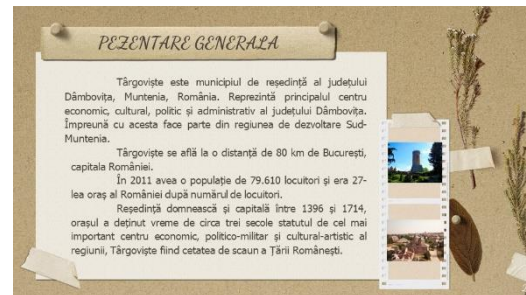 PEZENTARE GENERALA
Târgoviște este municipiul de reședință al județului
Dâmbovița, Muntenia, România. Reprezintă principalul centru
economic, cultural, politic și administrativ al județului Dâmbovița.
Împreună cu acesta face parte din regiunea de dezvoltare Sud-
Muntenia.
Târgoviște se află la o distanță de 80 km de București,
capitala României.
În 2011 avea o populație de 79.610 locuitori și era 27-
lea oraș al României după numărul de locuitori.
Reședință domnească și capitală între 1396 și 1714,
orașul a deținut vreme de circa trei secole statutul de cel mai
important centru economic, politico-militar și cultural-artistic al
regiunii, Târgoviște fiind cetatea de scaun a Țării Românești.